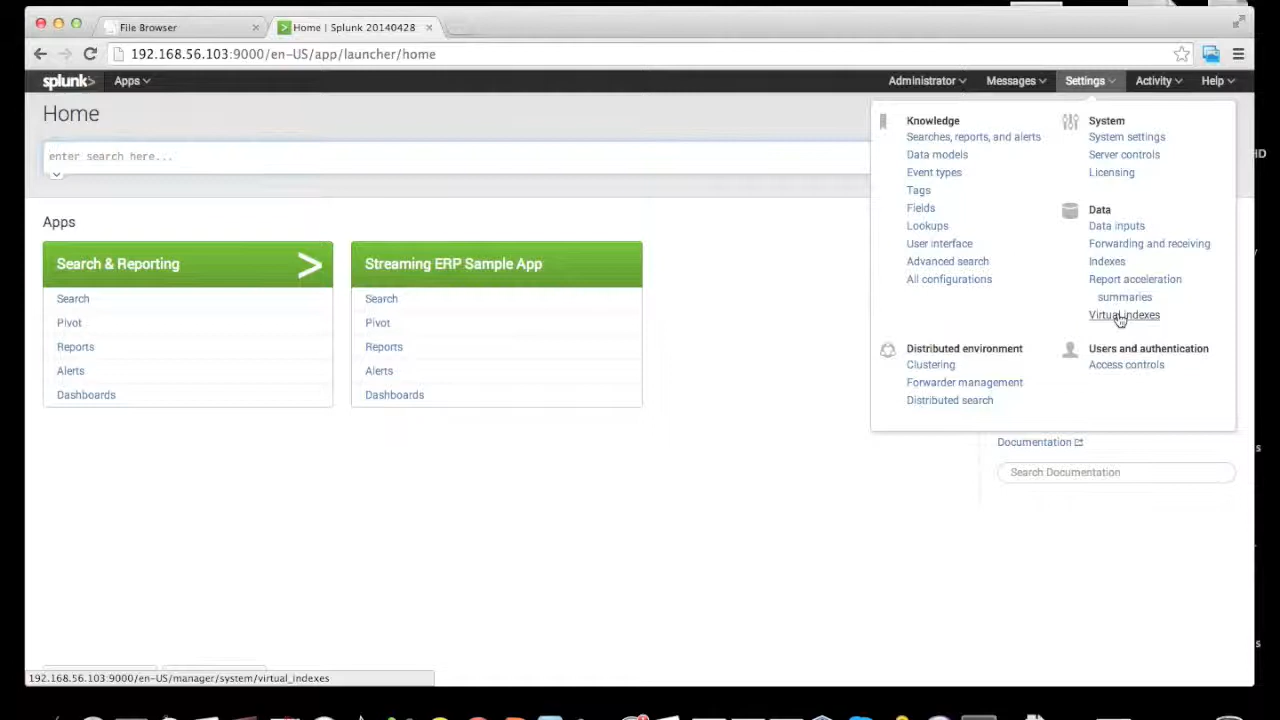 File Browser
Home | Splunk 20140428
192.168.56.103:9000/en-US/app/launcher/home
splunk> Apps Administrator Messages Settings Activity Help
Home
enter search here...
Knowledge
Searches, reports, and alerts
Data models
Event types
Tags
Fields
Lookups
User interface
Advanced search
All configurations
System
System settings
Server controls
Licensing
Data
Data inputs
Forwarding and receiving
Indexes
Report acceleration
summaries
Virtual indexes
Distributed environment
Clustering
Forwarder management
Distributed search
Users and authentication
Access controls
Apps
Search & Reporting >
Search
Pivot
Reports
Alerts
Dashboards
Streaming ERP Sample App
Search
Pivot
Reports
Alerts
Dashboards
Documentation
Search Documentation
192.168.56.103:9000/en-US/manager/system/virtual_indexes
HD